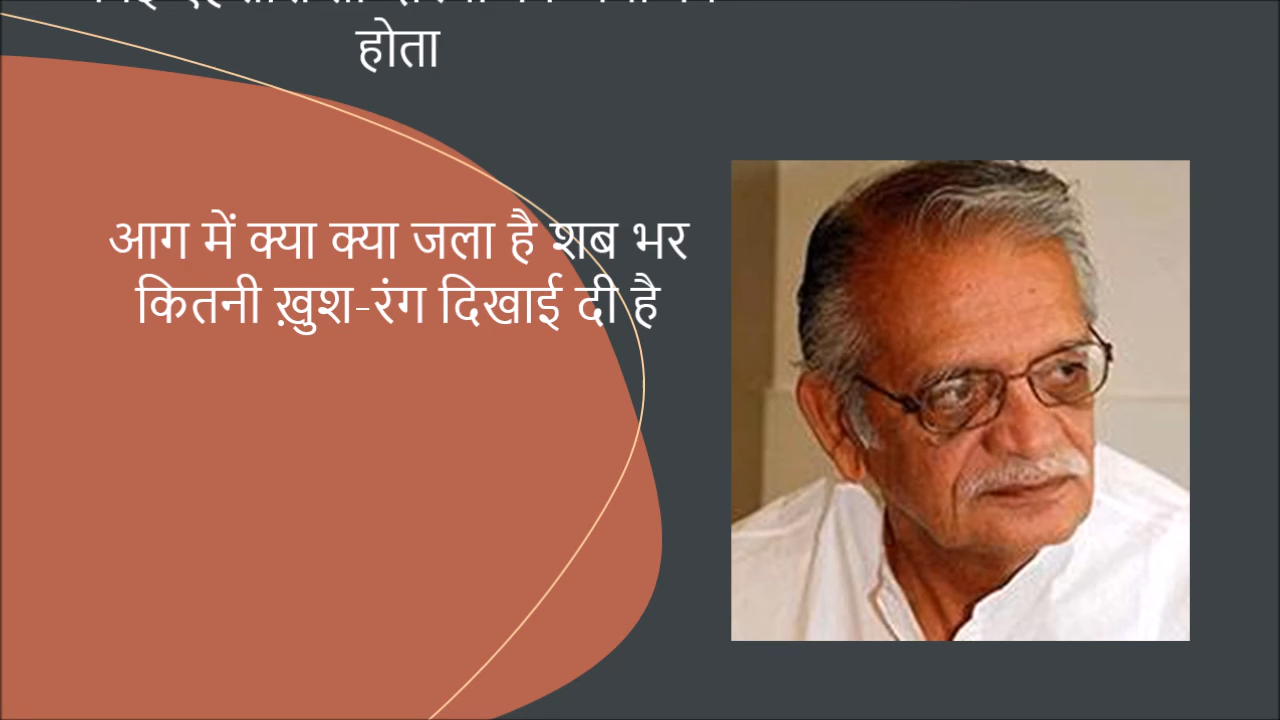 होता
आग में क्या क्या जला है शब भर
कितनी ख़ुश-रंग दिखाई दी है